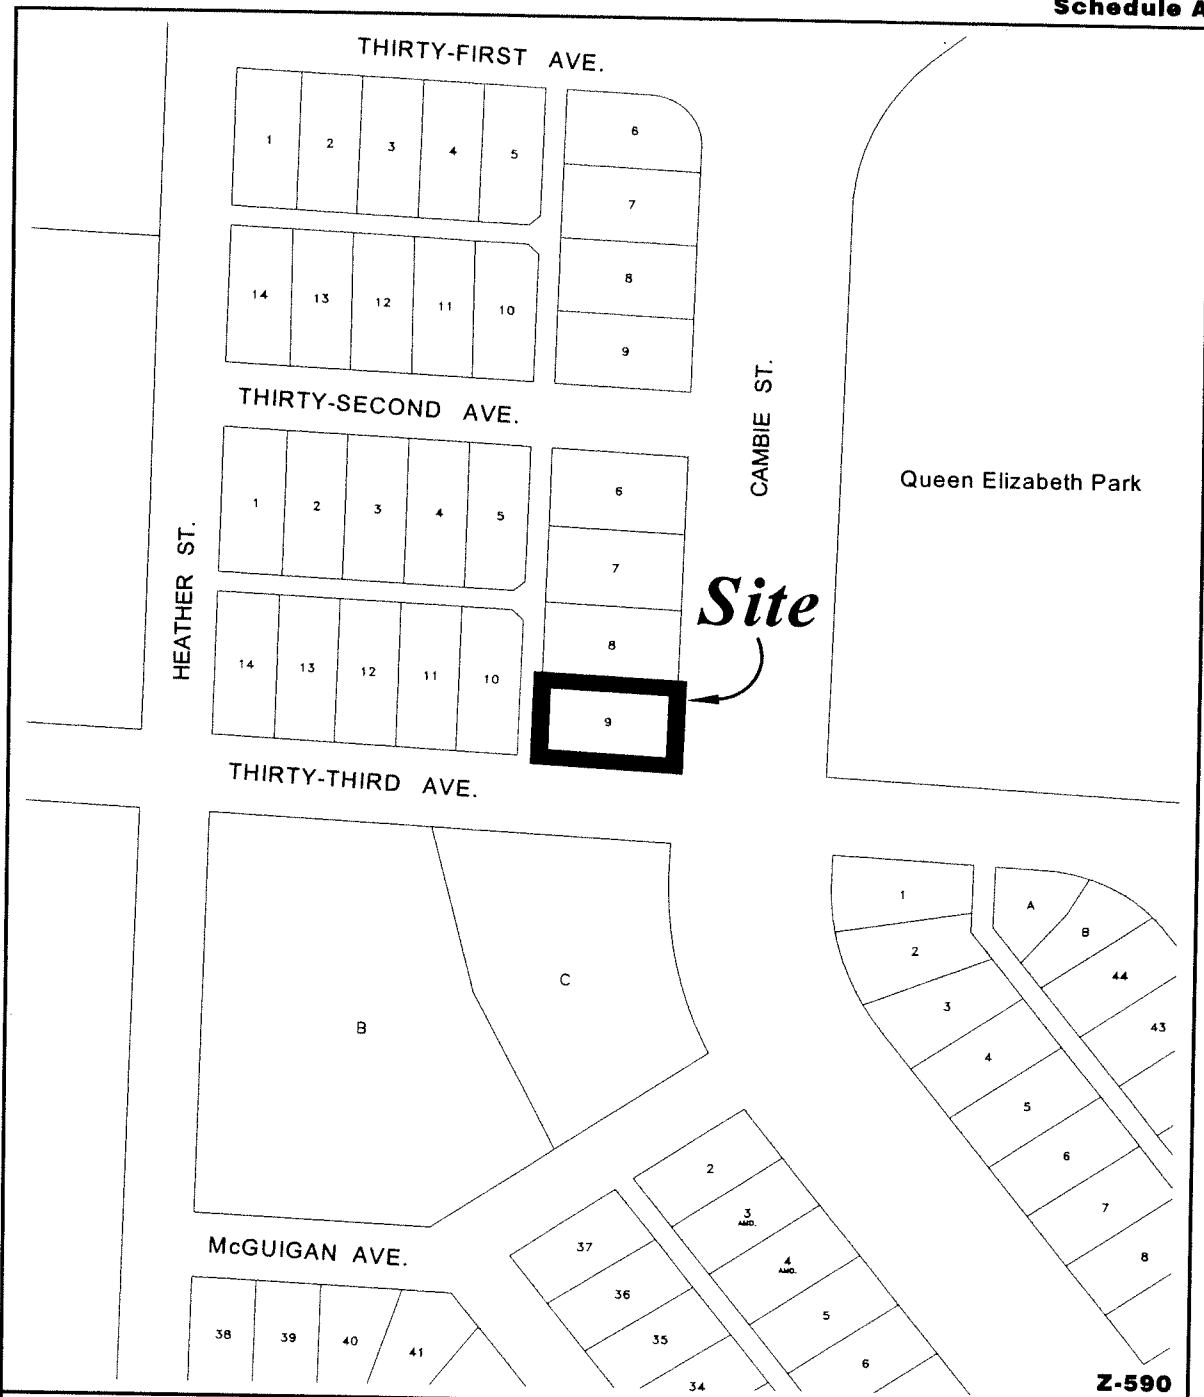 Schedule A
THIRTY-FIRST AVE.
1 2 3 4 5
6
7
8
9
14 13 12 11 10
THIRTY-SECOND AVE.
CAMBIE ST.
Queen Elizabeth Park
1 2 3 4 5
6
7
8
HEATHER ST.
Site
14 13 12 11 10
9
THIRTY-THIRD AVE.
1
2
3
4
5
6
7
8
A
B
44
43
B
C
McGUIGAN AVE.
37
36
35
34
2
3
AMD.
4
AMD.
5
6
38 39 40 41
Z-590